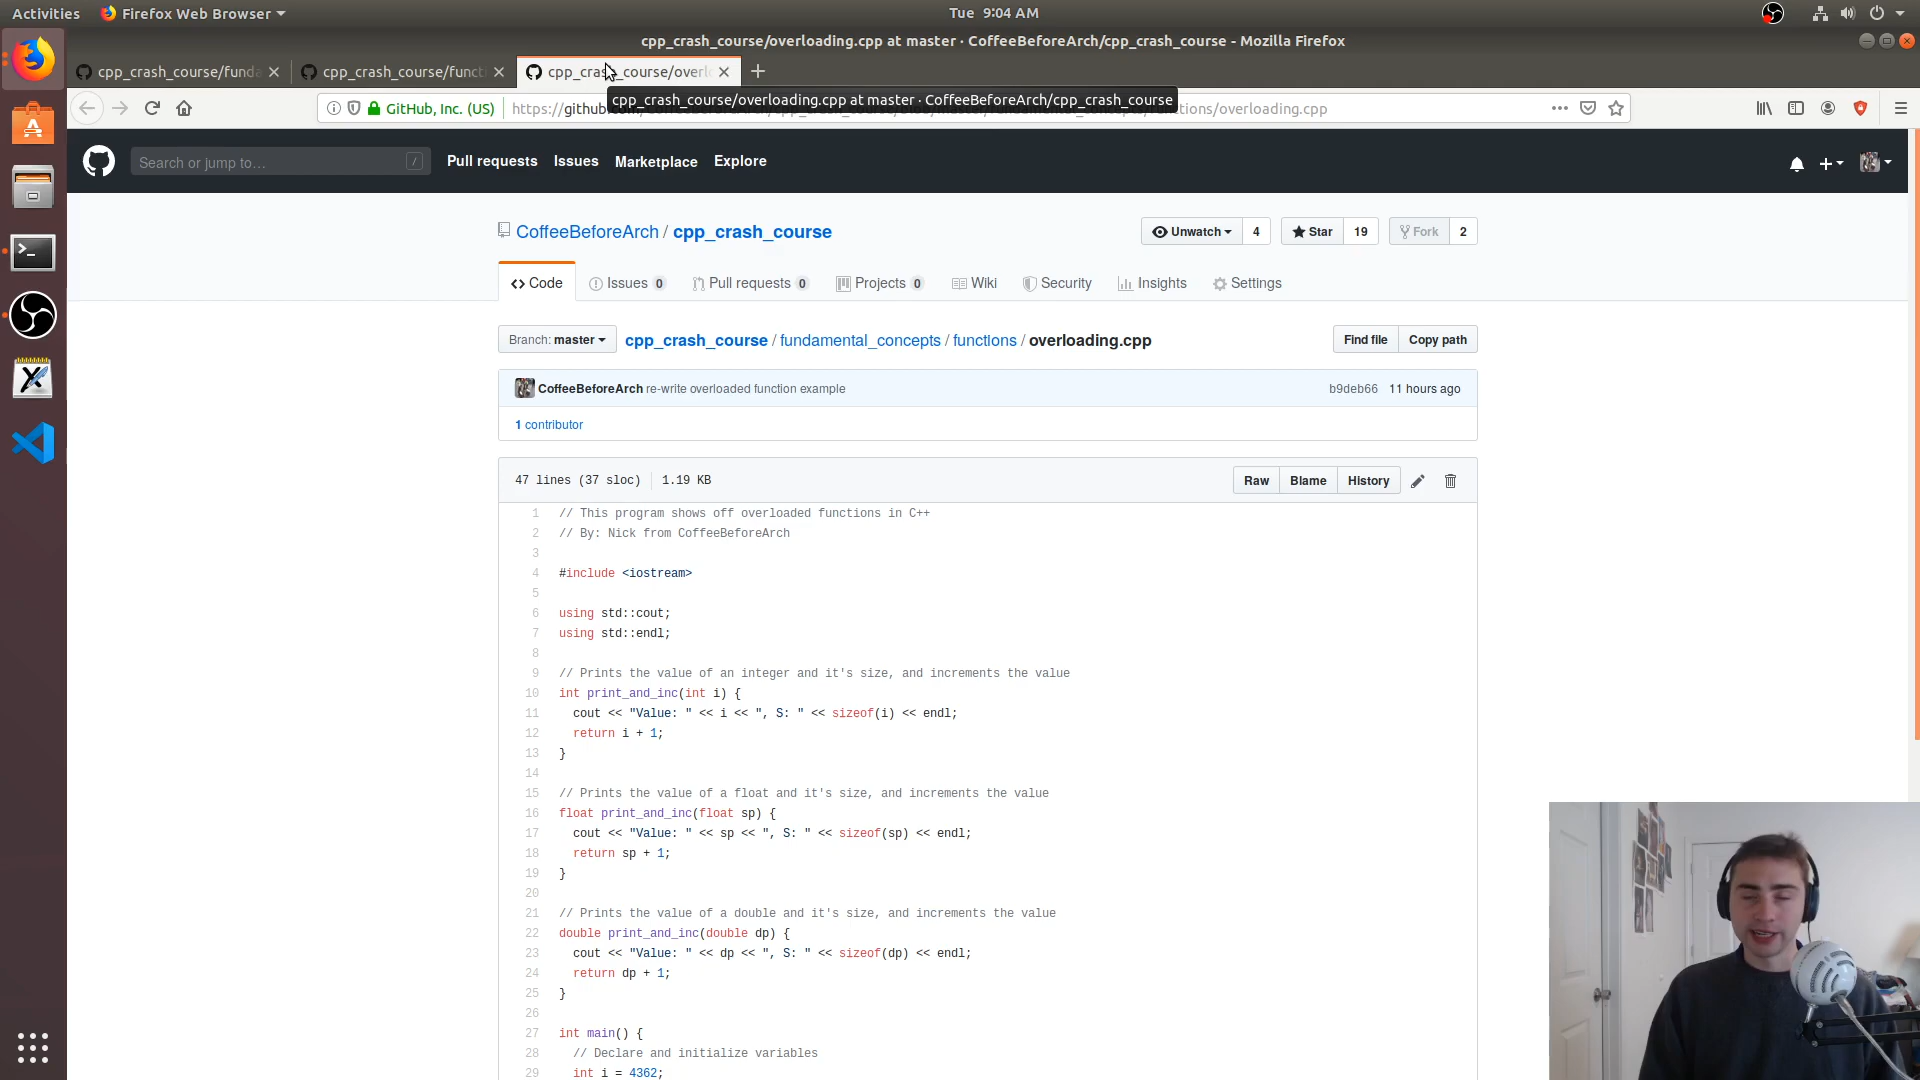 Activities
Firefox Web Browser
Tue 9:04 AM
cpp_crash_course/overloading.cpp at master · CoffeeBeforeArch/cpp_crash_course - Mozilla Firefox
cpp_crash_course/funda
cpp_crash_course/functi
cpp_crash_course/overl
cpp_crash_course/overloading.cpp at master · CoffeeBeforeArch/cpp_crash_course
GitHub, Inc. (US)
https://github
/overloading.cpp
Search or jump to…
/
Pull requests
Issues
Marketplace
Explore
CoffeeBeforeArch / cpp_crash_course
Unwatch 4
Star 19
Fork 2
Code
Issues 0
Pull requests 0
Projects 0
Wiki
Security
Insights
Settings
Branch: master
cpp_crash_course / fundamental_concepts / functions / overloading.cpp
Find file
Copy path
CoffeeBeforeArch re-write overloaded function example
b9deb66 11 hours ago
1 contributor
47 lines (37 sloc) 1.19 KB
Raw
Blame
History
1 // This program shows off overloaded functions in C++
2 // By: Nick from CoffeeBeforeArch
3
4 #include <iostream>
5
6 using std::cout;
7 using std::endl;
8
9 // Prints the value of an integer and it's size, and increments the value
10 int print_and_inc(int i) {
11 cout << "Value: " << i << ", S: " << sizeof(i) << endl;
12 return i + 1;
13 }
14
15 // Prints the value of a float and it's size, and increments the value
16 float print_and_inc(float sp) {
17 cout << "Value: " << sp << ", S: " << sizeof(sp) << endl;
18 return sp + 1;
19 }
20
21 // Prints the value of a double and it's size, and increments the value
22 double print_and_inc(double dp) {
23 cout << "Value: " << dp << ", S: " << sizeof(dp) << endl;
24 return dp + 1;
25 }
26
27 int main() {
28 // Declare and initialize variables
29 int i = 4362;